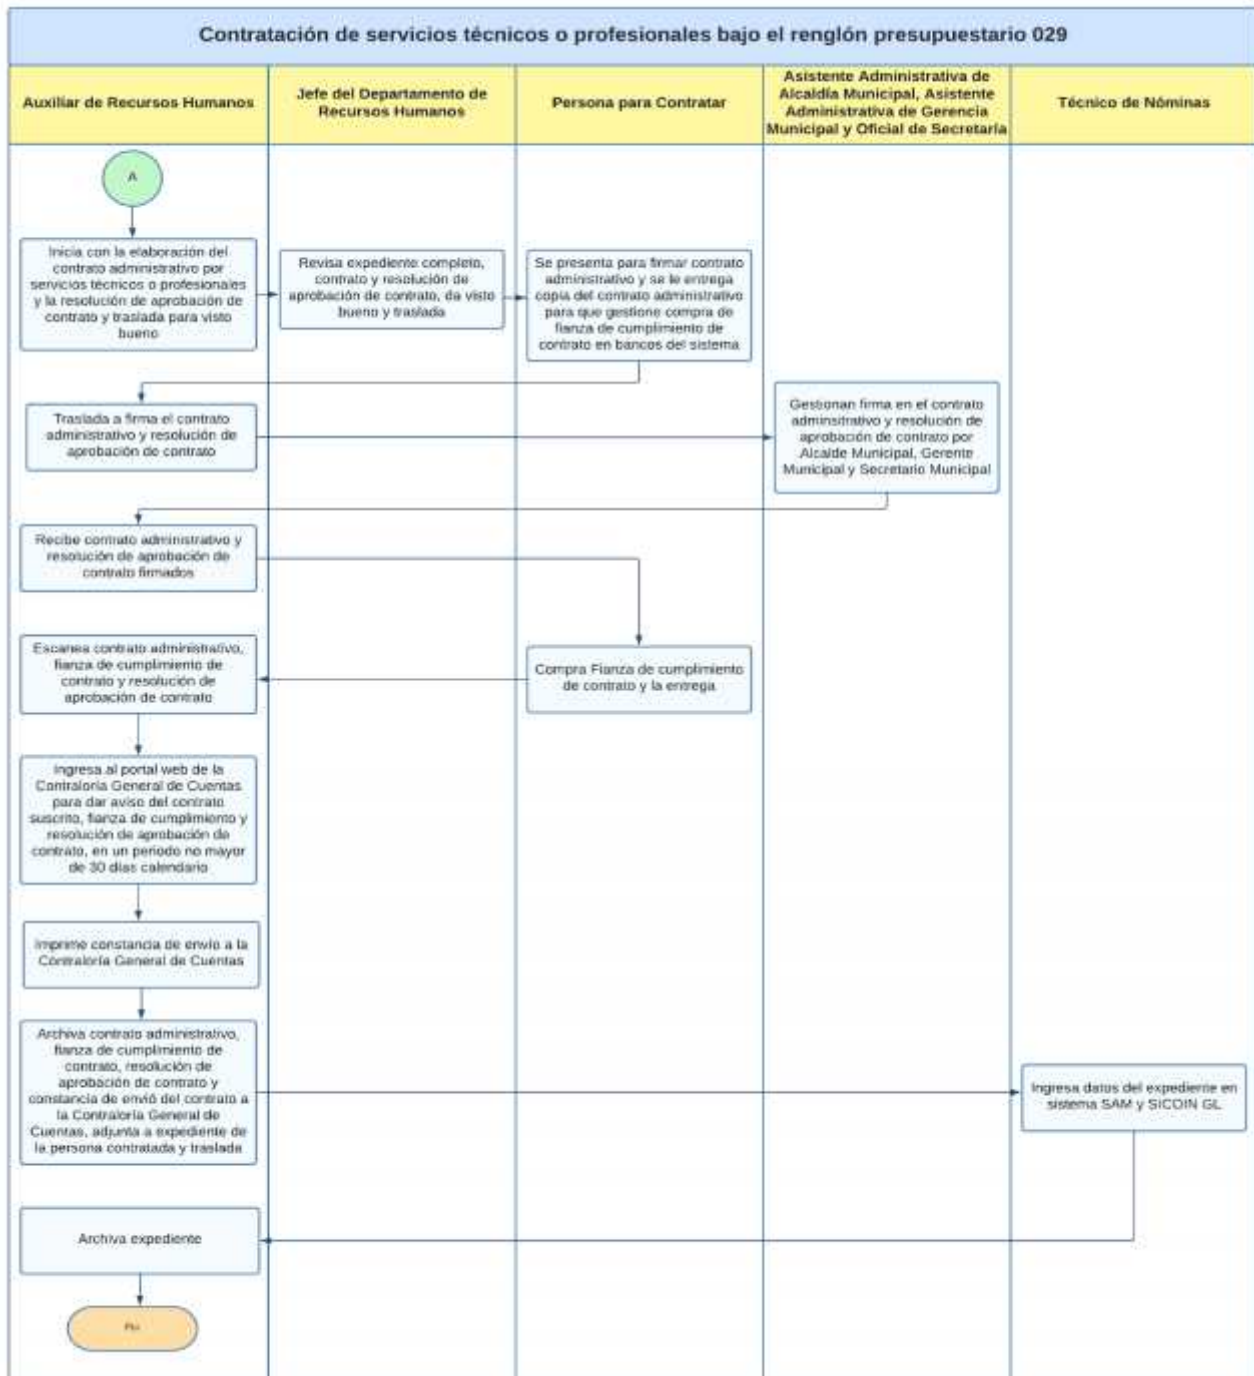 Contratación de servicios técnicos o profesionales bajo el renglón presupuestario 029
Auxiliar de Recursos Humanos
Jefe del Departamento de
Recursos Humanos
Persona para Contratar
Asistente Administrativa de
Alcaldía Municipal, Asistente
Administrativa de Gerencia
Municipal y Oficial de Secretaría
Técnico de Nóminas
A
Inicia con la elaboración del
contrato administrativo por
servicios técnicos o profesionales
y la resolución de aprobación de
contrato y traslada para visto
bueno
Revisa expediente completo,
contrato y resolución de
aprobación de contrato, da visto
bueno y traslada
Se presenta para firmar contrato
administrativo y se le entrega
copia del contrato administrativo
para que gestione compra de
fianza de cumplimiento de
contrato en bancos del sistema
Traslada a firma el contrato
administrativo y resolución de
aprobación de contrato
Gestionan firma en el contrato
adminsitrativo y resolución de
aprobación de contrato por
Alcalde Municipal, Gerente
Municipal y Secretario Municipal
Recibe contrato administrativo y
resolución de aprobación de
contrato firmados
Escanea contrato administrativo,
fianza de cumplimiento de
contrato y resolución de
aprobación de contrato
Compra Fianza de cumplimiento
de contrato y la entrega
Ingresa al portal web de la
Contraloría General de Cuentas
para dar aviso del contrato
suscrito, fianza de cumplimiento y
resolución de aprobación de
contrato, en un periodo no mayor
de 30 días calendario
Imprime constancia de envío a la
Contraloría General de Cuentas
Archiva contrato administrativo,
fianza de cumplimiento de
contrato, resolución de
aprobación de contrato y
constancia de envió del contrato a
la Contraloría General de
Cuentas, adjunta a expediente de
la persona contratada y traslada
Ingresa datos del expediente en
sistema SAM y SICOIN GL
Archiva expediente